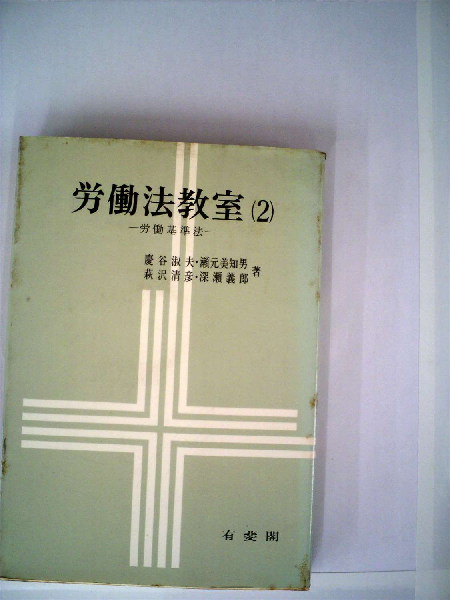 労働法教室(2)
—労働基準法—
慶谷淑夫・瀬元美知男
萩沢清彦・深瀬義郎 著
有斐閣